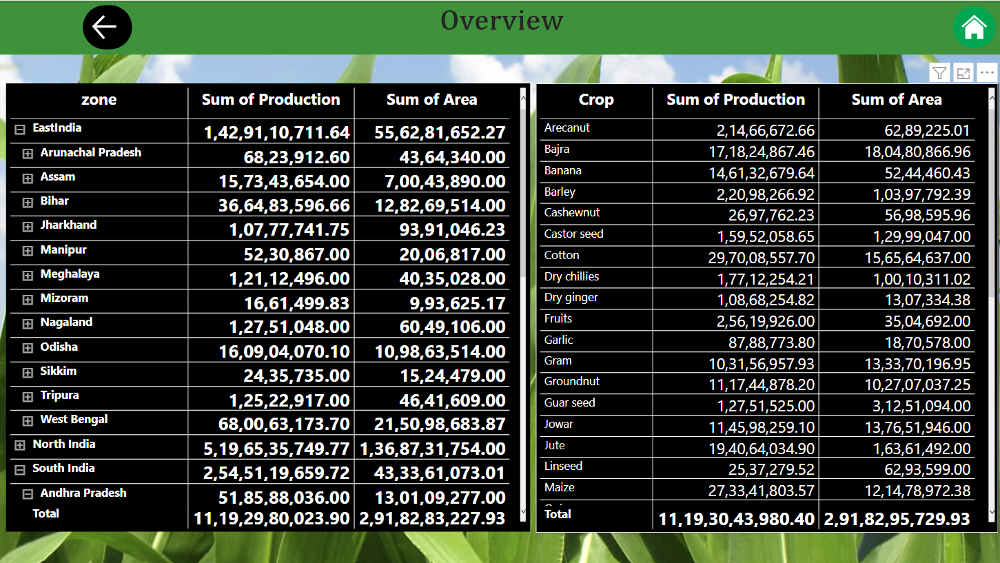 Overview
zone Sum of Production Sum of Area
EastIndia 1,42,91,10,711.64 55,62,81,652.27
Arunachal Pradesh 68,23,912.60 43,64,340.00
Assam 15,73,43,654.00 7,00,43,890.00
Bihar 36,64,83,596.66 12,82,69,514.00
Jharkhand 1,07,77,741.75 93,91,046.23
Manipur 52,30,867.00 20,06,817.00
Meghalaya 1,21,12,496.00 40,35,028.00
Mizoram 16,61,499.83 9,93,625.17
Nagaland 1,27,51,048.00 60,49,106.00
Odisha 16,09,04,070.10 10,98,63,514.00
Sikkim 24,35,735.00 15,24,479.00
Tripura 1,25,22,917.00 46,41,609.00
West Bengal 68,00,63,173.70 21,50,98,683.87
North India 5,19,65,35,749.77 1,36,87,31,754.00
South India 2,54,51,19,659.72 43,33,61,073.01
Andhra Pradesh 51,85,88,036.00 13,01,09,277.00
Total 11,19,29,80,023.90 2,91,82,83,227.93
Crop Sum of Production Sum of Area
Arecanut 2,14,66,672.66 62,89,225.01
Bajra 17,18,24,867.46 18,04,80,866.96
Banana 14,61,32,679.64 52,44,460.43
Barley 2,20,98,266.92 1,03,97,792.39
Cashewnut 26,97,762.23 56,98,595.96
Castor seed 1,59,52,058.65 1,29,99,047.00
Cotton 29,70,08,557.70 15,65,64,637.00
Dry chillies 1,77,12,254.21 1,00,10,311.02
Dry ginger 1,08,68,254.82 13,07,334.38
Fruits 2,56,19,926.00 35,04,692.00
Garlic 87,88,773.80 18,70,578.00
Gram 10,31,56,957.93 13,33,70,196.95
Groundnut 11,17,44,878.20 10,27,07,037.25
Guar seed 1,27,51,525.00 3,12,51,094.00
Jowar 11,45,98,259.10 13,76,51,946.00
Jute 19,40,64,034.90 1,63,61,492.00
Linseed 25,37,279.52 62,93,599.00
Maize 27,33,41,803.57 12,14,78,972.38
Total 11,19,30,43,980.40 2,91,82,95,729.93